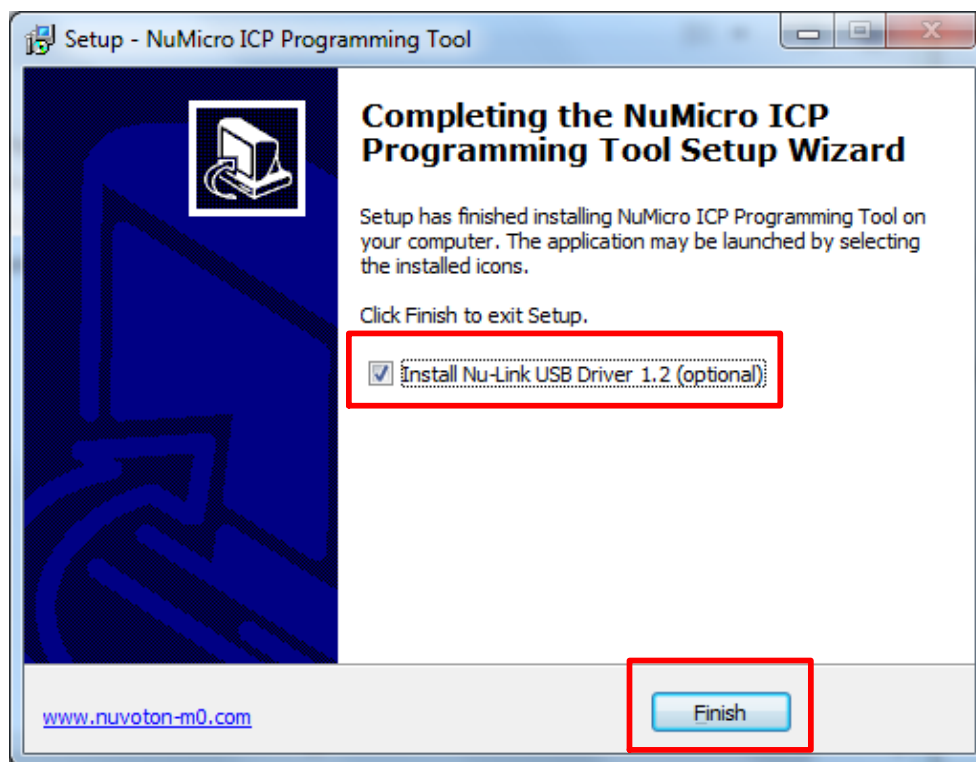 Setup - NuMicro ICP Programming Tool
Completing the NuMicro ICP
Programming Tool Setup Wizard
Setup has finished installing NuMicro ICP Programming Tool on
your computer. The application may be launched by selecting
the installed icons.
Click Finish to exit Setup.
Install Nu-Link USB Driver 1.2 (optional)
www.nuvoton-m0.com
Finish